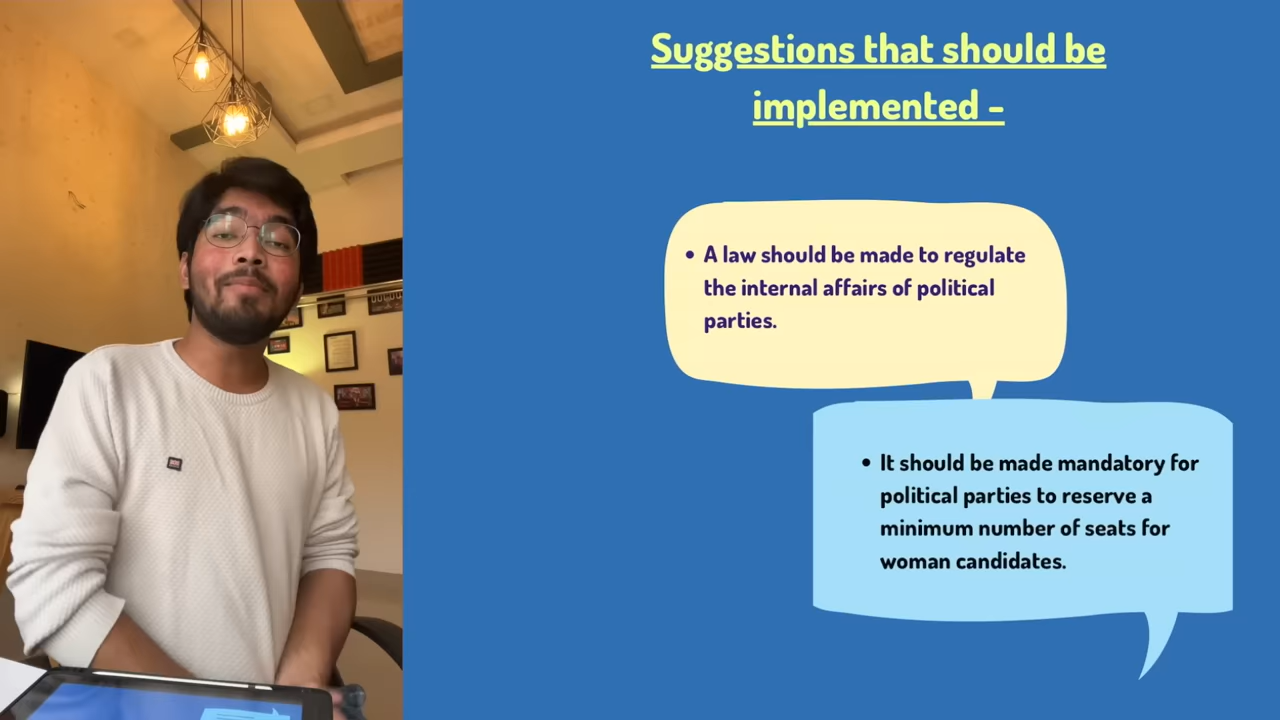 Suggestions that should be
implemented -
• A law should be made to regulate
the internal affairs of political
parties.
• It should be made mandatory for
political parties to reserve a
minimum number of seats for
woman candidates.